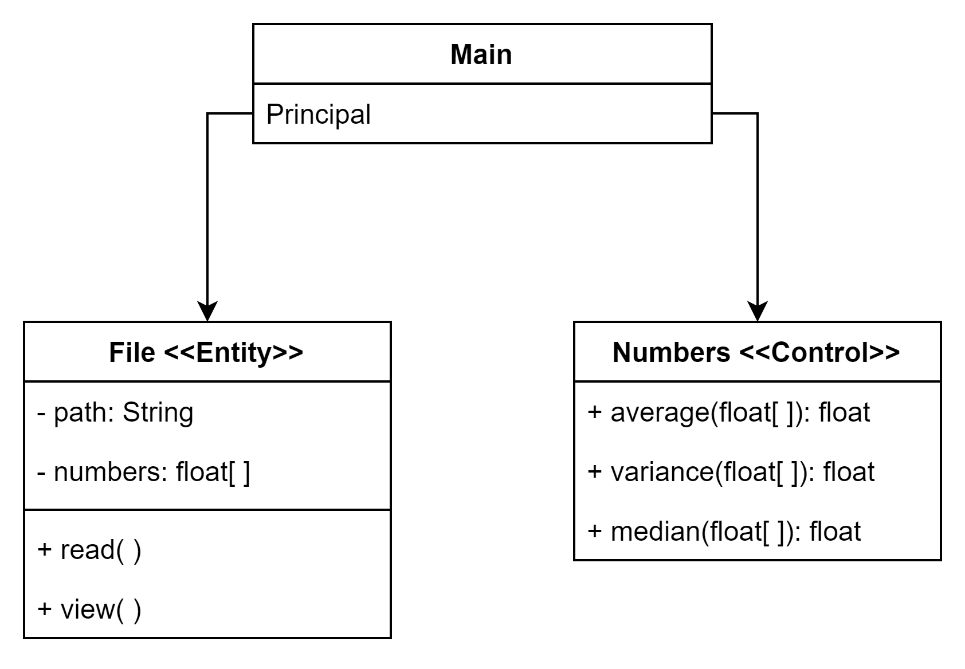 Main
Principal
File <<Entity>>
- path: String
- numbers: float[ ]
+ read( )
+ view( )
Numbers <<Control>>
+ average(float[ ]): float
+ variance(float[ ]): float
+ median(float[ ]): float